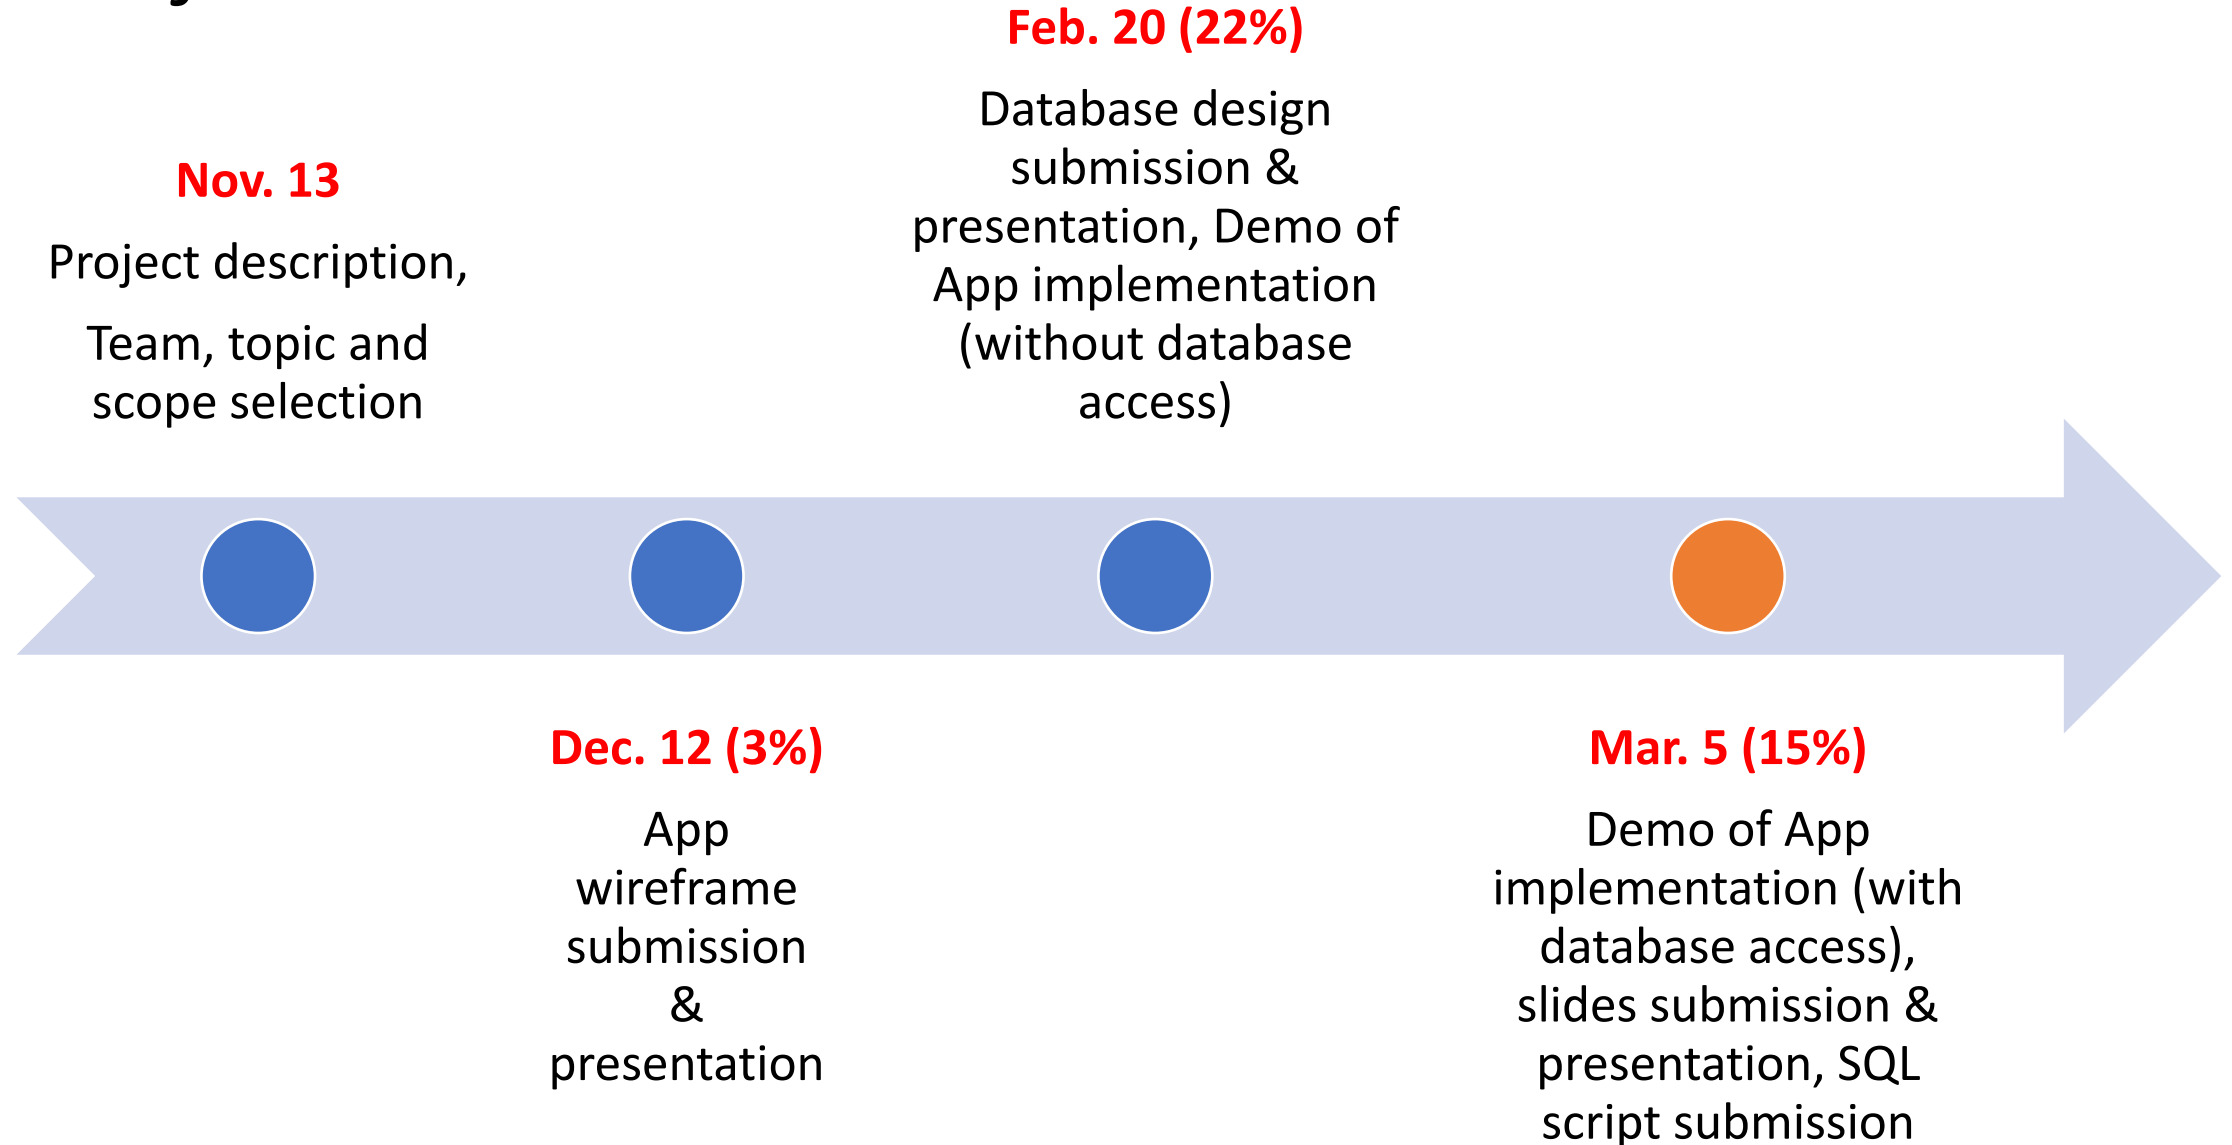 Nov. 13
Project description,
Team, topic and
scope selection
Dec. 12 (3%)
App
wireframe
submission
&
presentation
Feb. 20 (22%)
Database design
submission &
presentation, Demo of
App implementation
(without database
access)
Mar. 5 (15%)
Demo of App
implementation (with
database access),
slides submission &
presentation, SQL
script submission